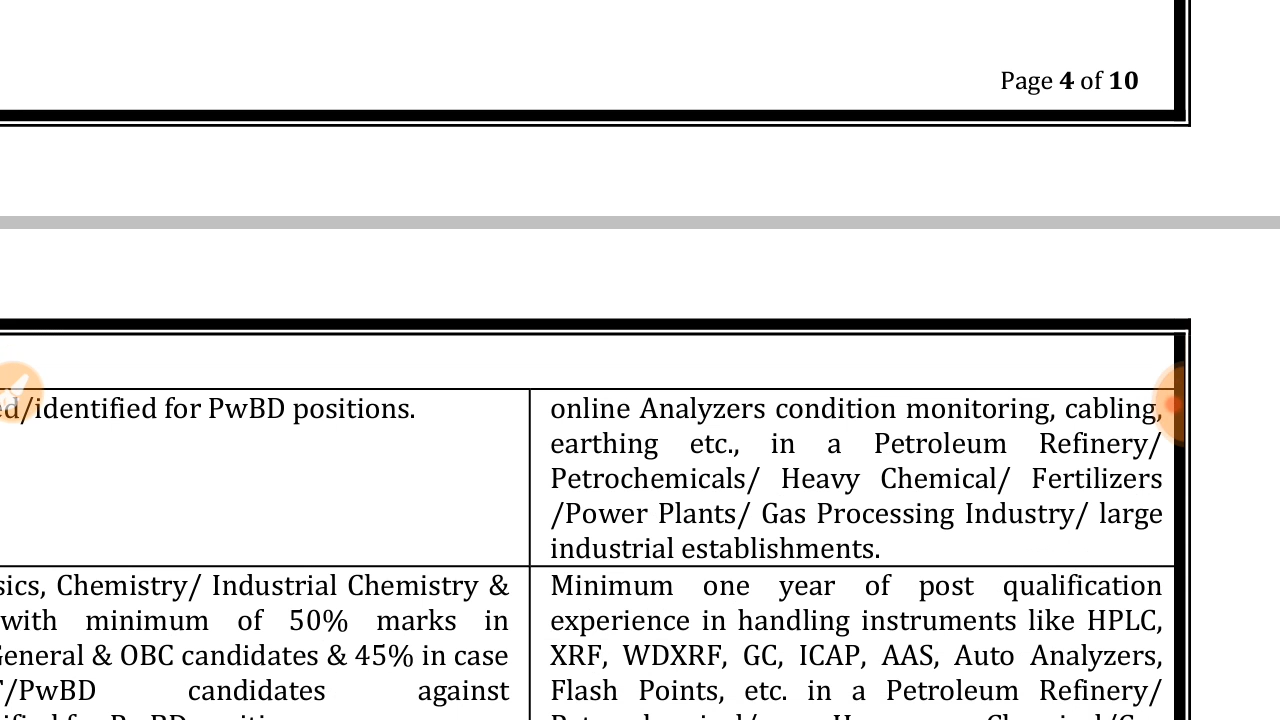 Page 4 of 10
/identified for PwBD positions.
online Analyzers condition monitoring, cabling,
earthing etc., in a Petroleum Refinery/
Petrochemicals/ Heavy Chemical/ Fertilizers
/Power Plants/ Gas Processing Industry/ large
industrial establishments.
Chemistry/ Industrial Chemistry &
with minimum of 50% marks in
General & OBC candidates & 45% in case
/PwBD candidates against
Minimum one year of post qualification
experience in handling instruments like HPLC,
XRF, WDXRF, GC, ICAP, AAS, Auto Analyzers,
Flash Points, etc. in a Petroleum Refinery/